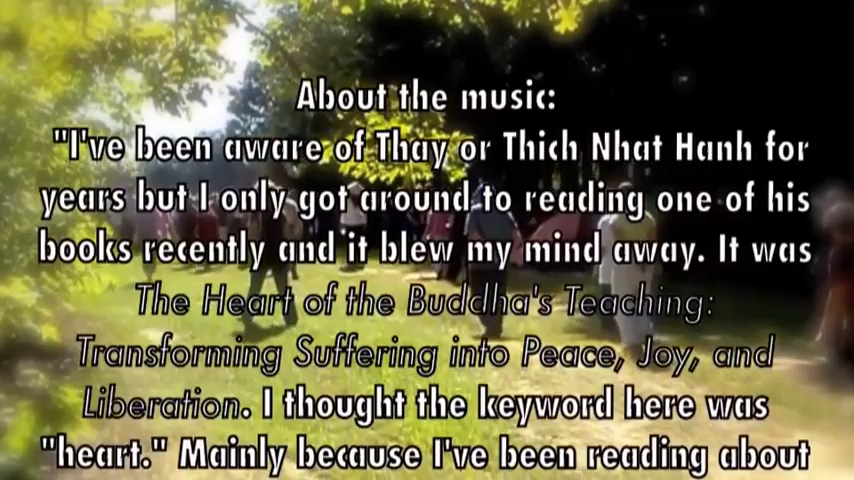 About the music:
"I've been aware of Thay or Thich Nhat Hanh for
years but I only got around to reading one of his
books recently and it blew my mind away. It was
The Heart of the Buddha's Teaching:
Transforming Suffering into Peace, Joy, and
Liberation. I thought the keyword here was
"heart." Mainly because I've been reading about